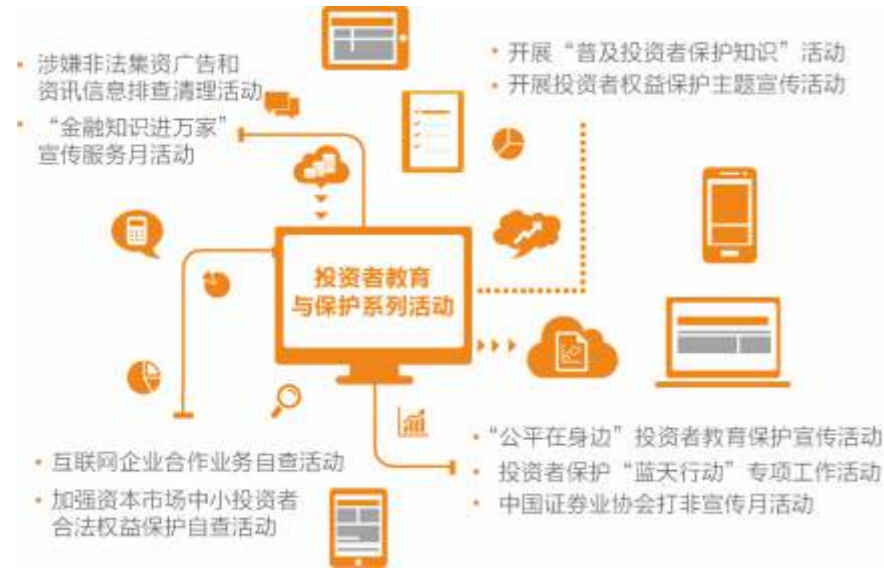 涉嫌非法集资广告和
资讯信息排查清理活动
“金融知识进万家”
宣传服务月活动
开展“普及投资者保护知识”活动
开展投资者权益保护主题宣传活动
投资者教育
与保护系列活动
互联网企业合作业务自查活动
加强资本市场中小投资者
合法权益保护自查活动
“公平在身边”投资者教育保护宣传活动
投资者保护“蓝天行动”专项工作活动
中国证券业协会打非宣传月活动